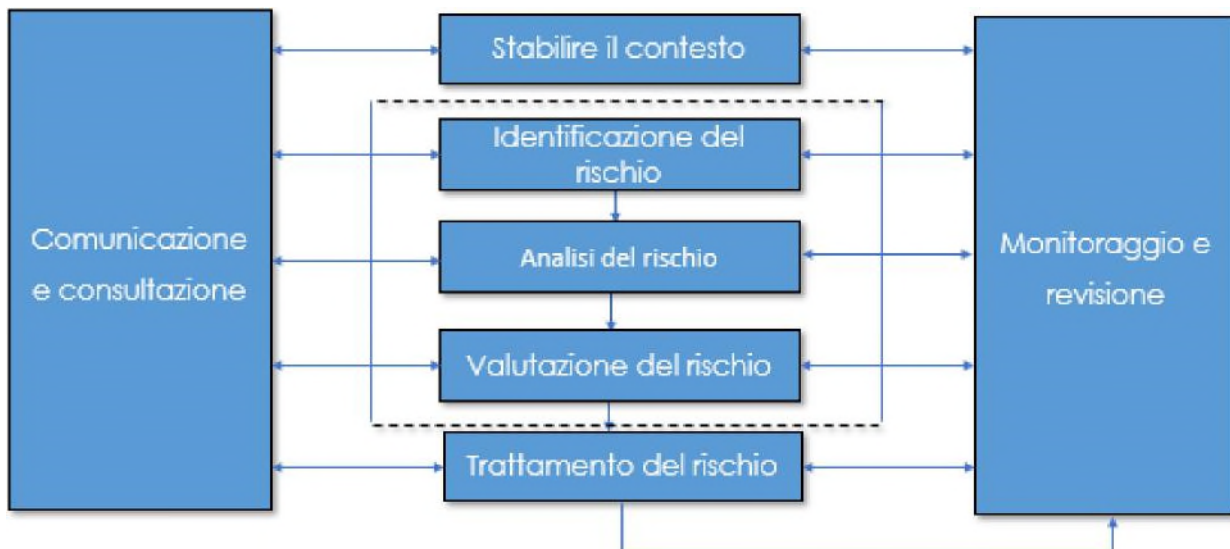 Stabilire il contesto
Identificazione del
rischio
Comunicazione
e consultazione
Analisi del rischio
Monitoraggio e
revisione
Valutazione del rischio
Trattamento del rischio